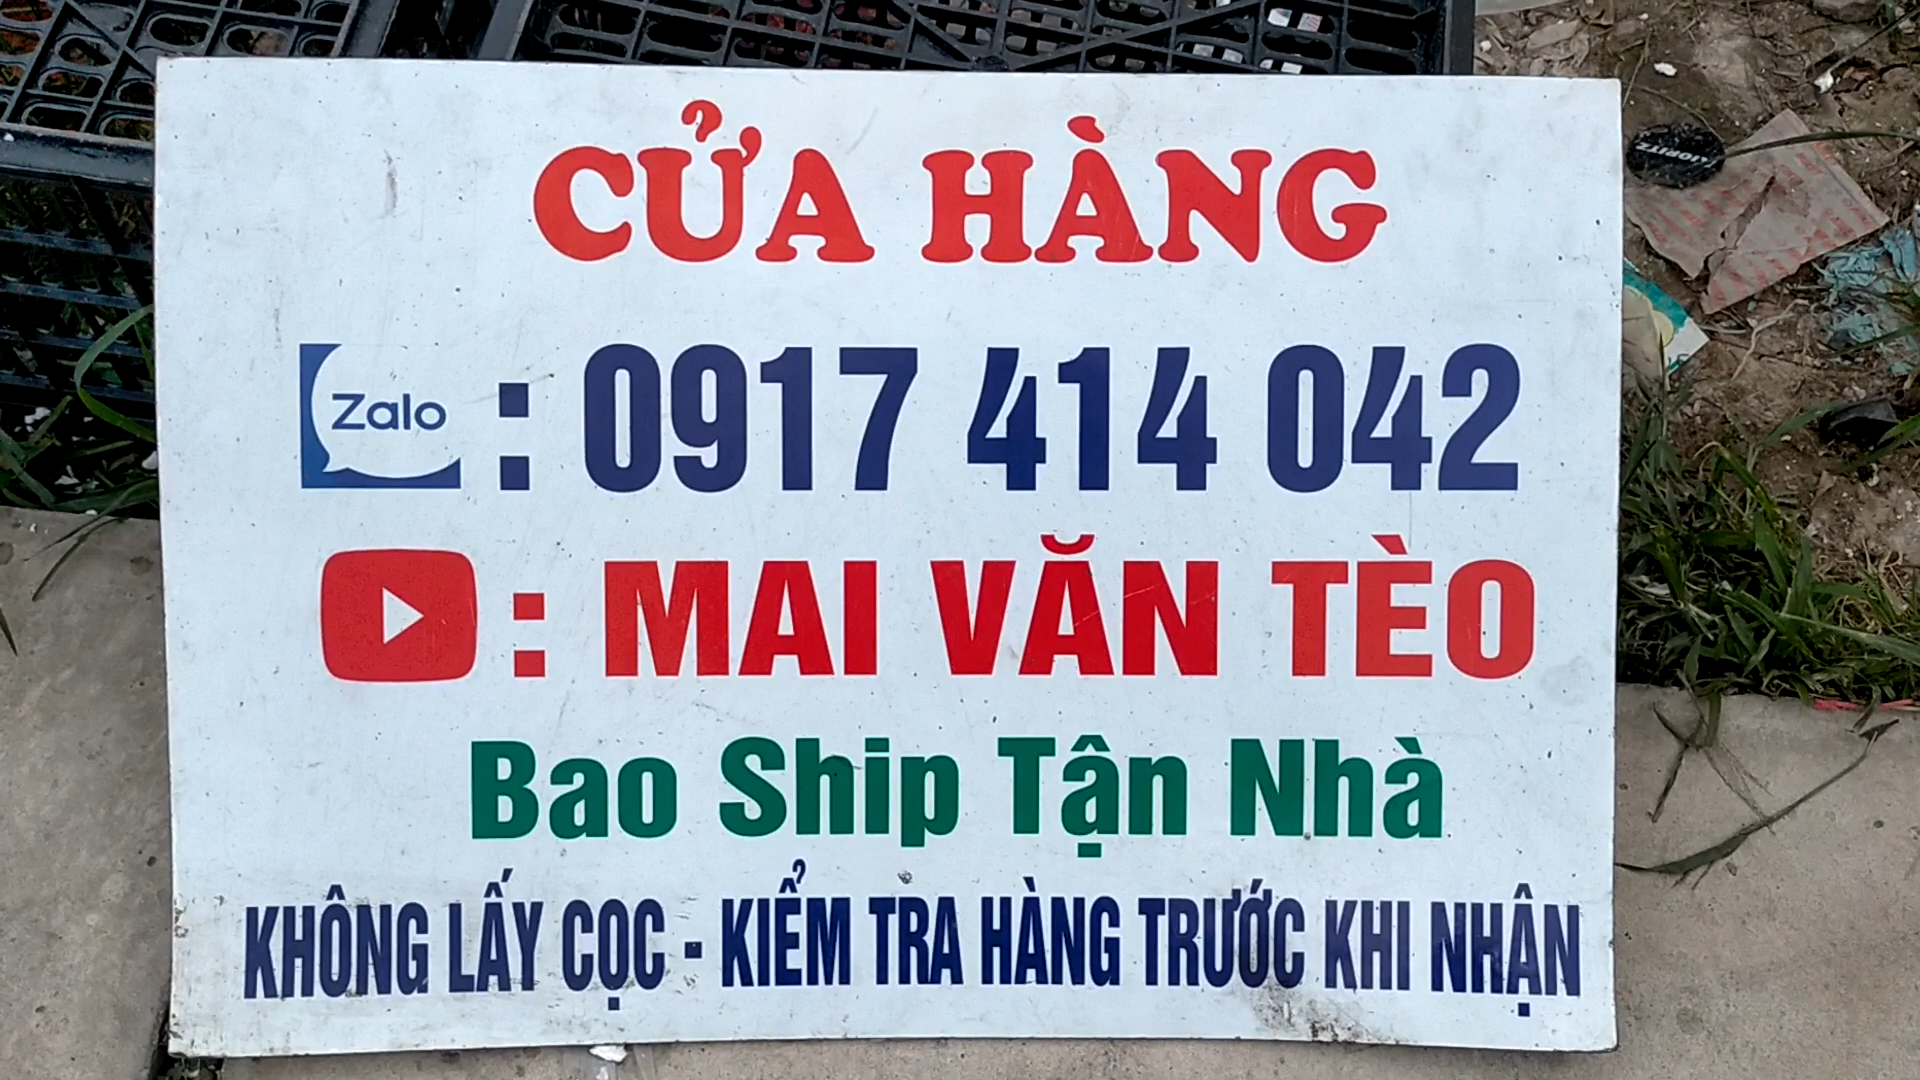 CỬA HÀNG
Zalo : 0917 414 042
: MAI VĂN TÈO
Bao Ship Tận Nhà
KHÔNG LẤY CỌC - KIỂM TRA HÀNG TRƯỚC KHI NHẬN